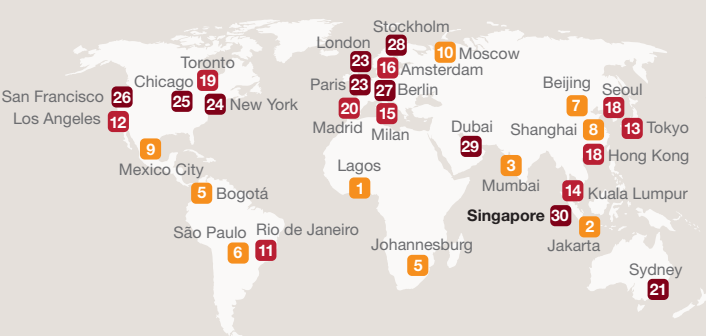 Stockholm
28
London
23
10 Moscow
Toronto
19
16
Amsterdam
Chicago
25
Paris 23
27 Berlin
San Francisco 26
24 New York
Beijing
7
Seoul
18
Los Angeles 12
20
Madrid
15
Milan
Dubai
29
Shanghai 8
13 Tokyo
9
Mexico City
18 Hong Kong
Lagos
1
3
Mumbai
5 Bogotá
14 Kuala Lumpur
Singapore 30
2
Jakarta
São Paulo
6
Rio de Janeiro
11
Johannesburg
5
Sydney
21